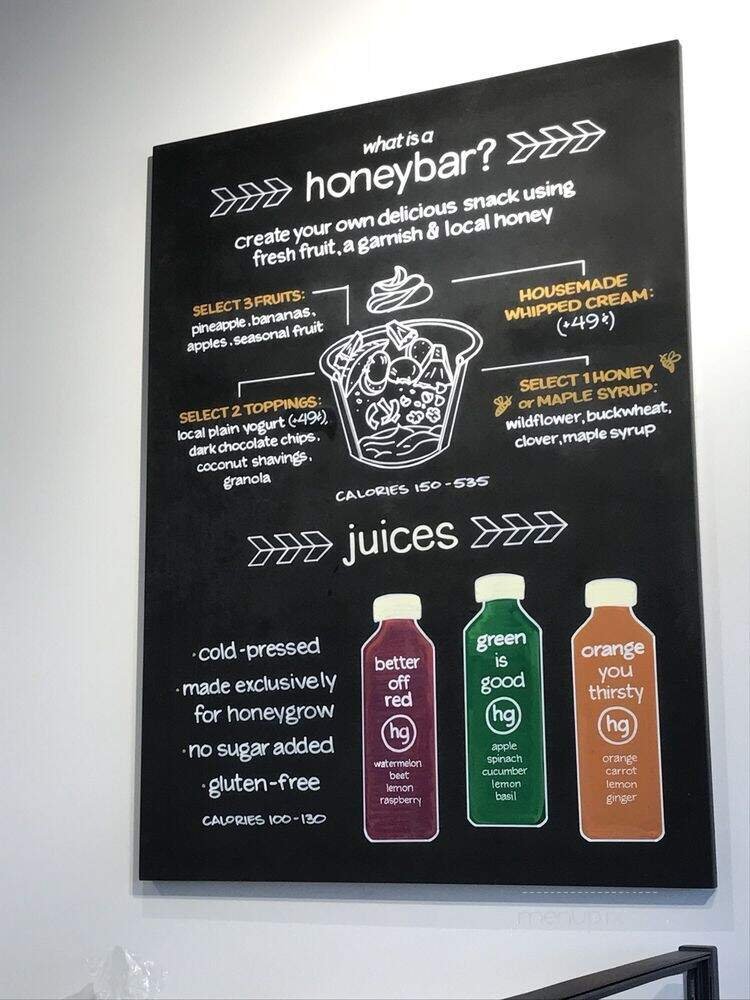 what is a
honeybar?
create your own delicious snack using
fresh fruit, a garnish & local honey
SELECT 3 FRUITS:
pineapple, bananas,
apples, seasonal fruit
HOUSEMADE
WHIPPED CREAM:
(+49¢)
SELECT 2 TOPPINGS:
local plain yogurt (+49¢),
dark chocolate chips,
coconut shavings,
granola
SELECT 1 HONEY
or MAPLE SYRUP:
wildflower, buckwheat,
clover, maple syrup
CALORIES 150-535
juices
· cold-pressed
· made exclusively
for honeygrow
· no sugar added
· gluten-free
CALORIES 100-130
better
off
red
hg
watermelon
beet
lemon
raspberry
green
is
good
hg
apple
spinach
cucumber
lemon
basil
orange
you
thirsty
hg
orange
carrot
lemon
ginger